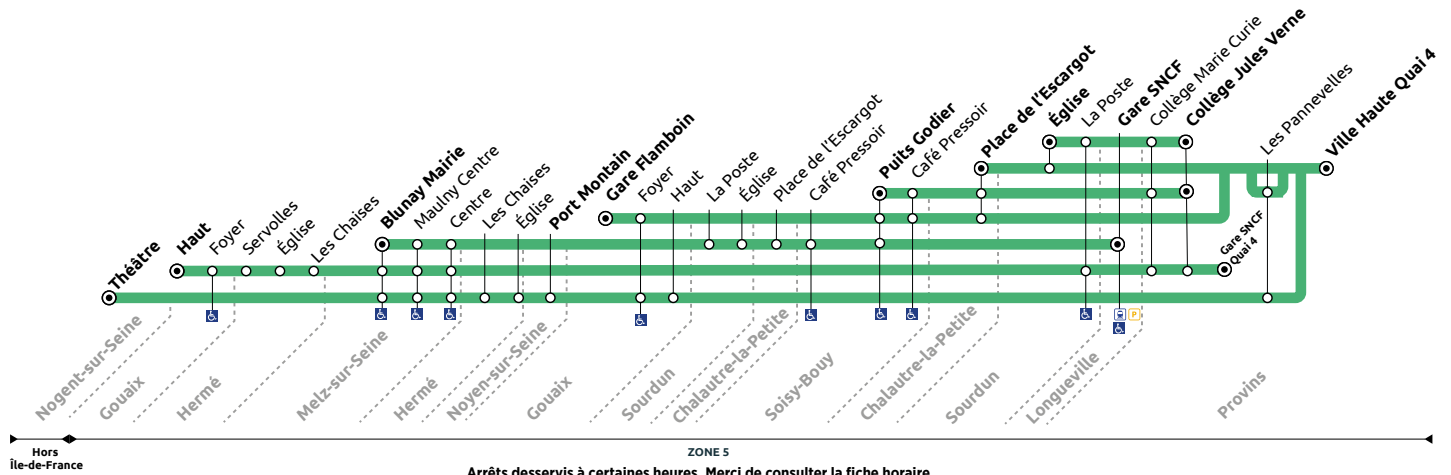 Théâtre
Haut
Foyer
Servolles
Église
Les Chaises
Blunay Mairie
Maulny Centre
Centre
Les Chaises
Église
Port Montain
Gare Flamboin
Foyer
Haut
La Poste
Église
Place de l'Escargot
Café Pressoir
Puits Godier
Café Pressoir
Place de l'Escargot
Église
La Poste
Gare SNCF
Collège Marie Curie
Collège Jules Verne
Gare SNCF
Quai 4
Les Pannevelles
Ville Haute Quai 4
P
Nogent-sur-Seine
Gouaix
Hermé
Melz-sur-Seine
Hermé
Noyen-sur-Seine
Gouaix
Sourdun
Chalautre-la-Petite
Soisy-Bouy
Chalautre-la-Petite
Sourdun
Longueville
Provins
Hors
Île-de-France
ZONE 5
Arrêts desservis à certaines heures. Merci de consulter la fiche horaire.